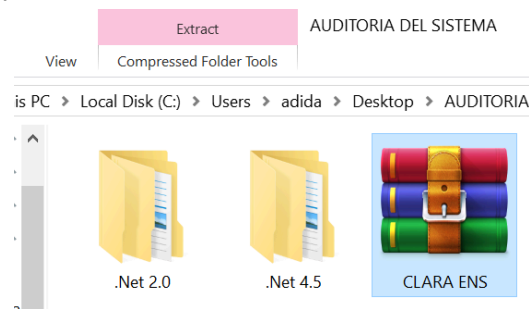 Extract
AUDITORIA DEL SISTEMA
View
Compressed Folder Tools
is PC > Local Disk (C:) > Users > adida > Desktop > AUDITORIA
.Net 2.0
.Net 4.5
CLARA ENS